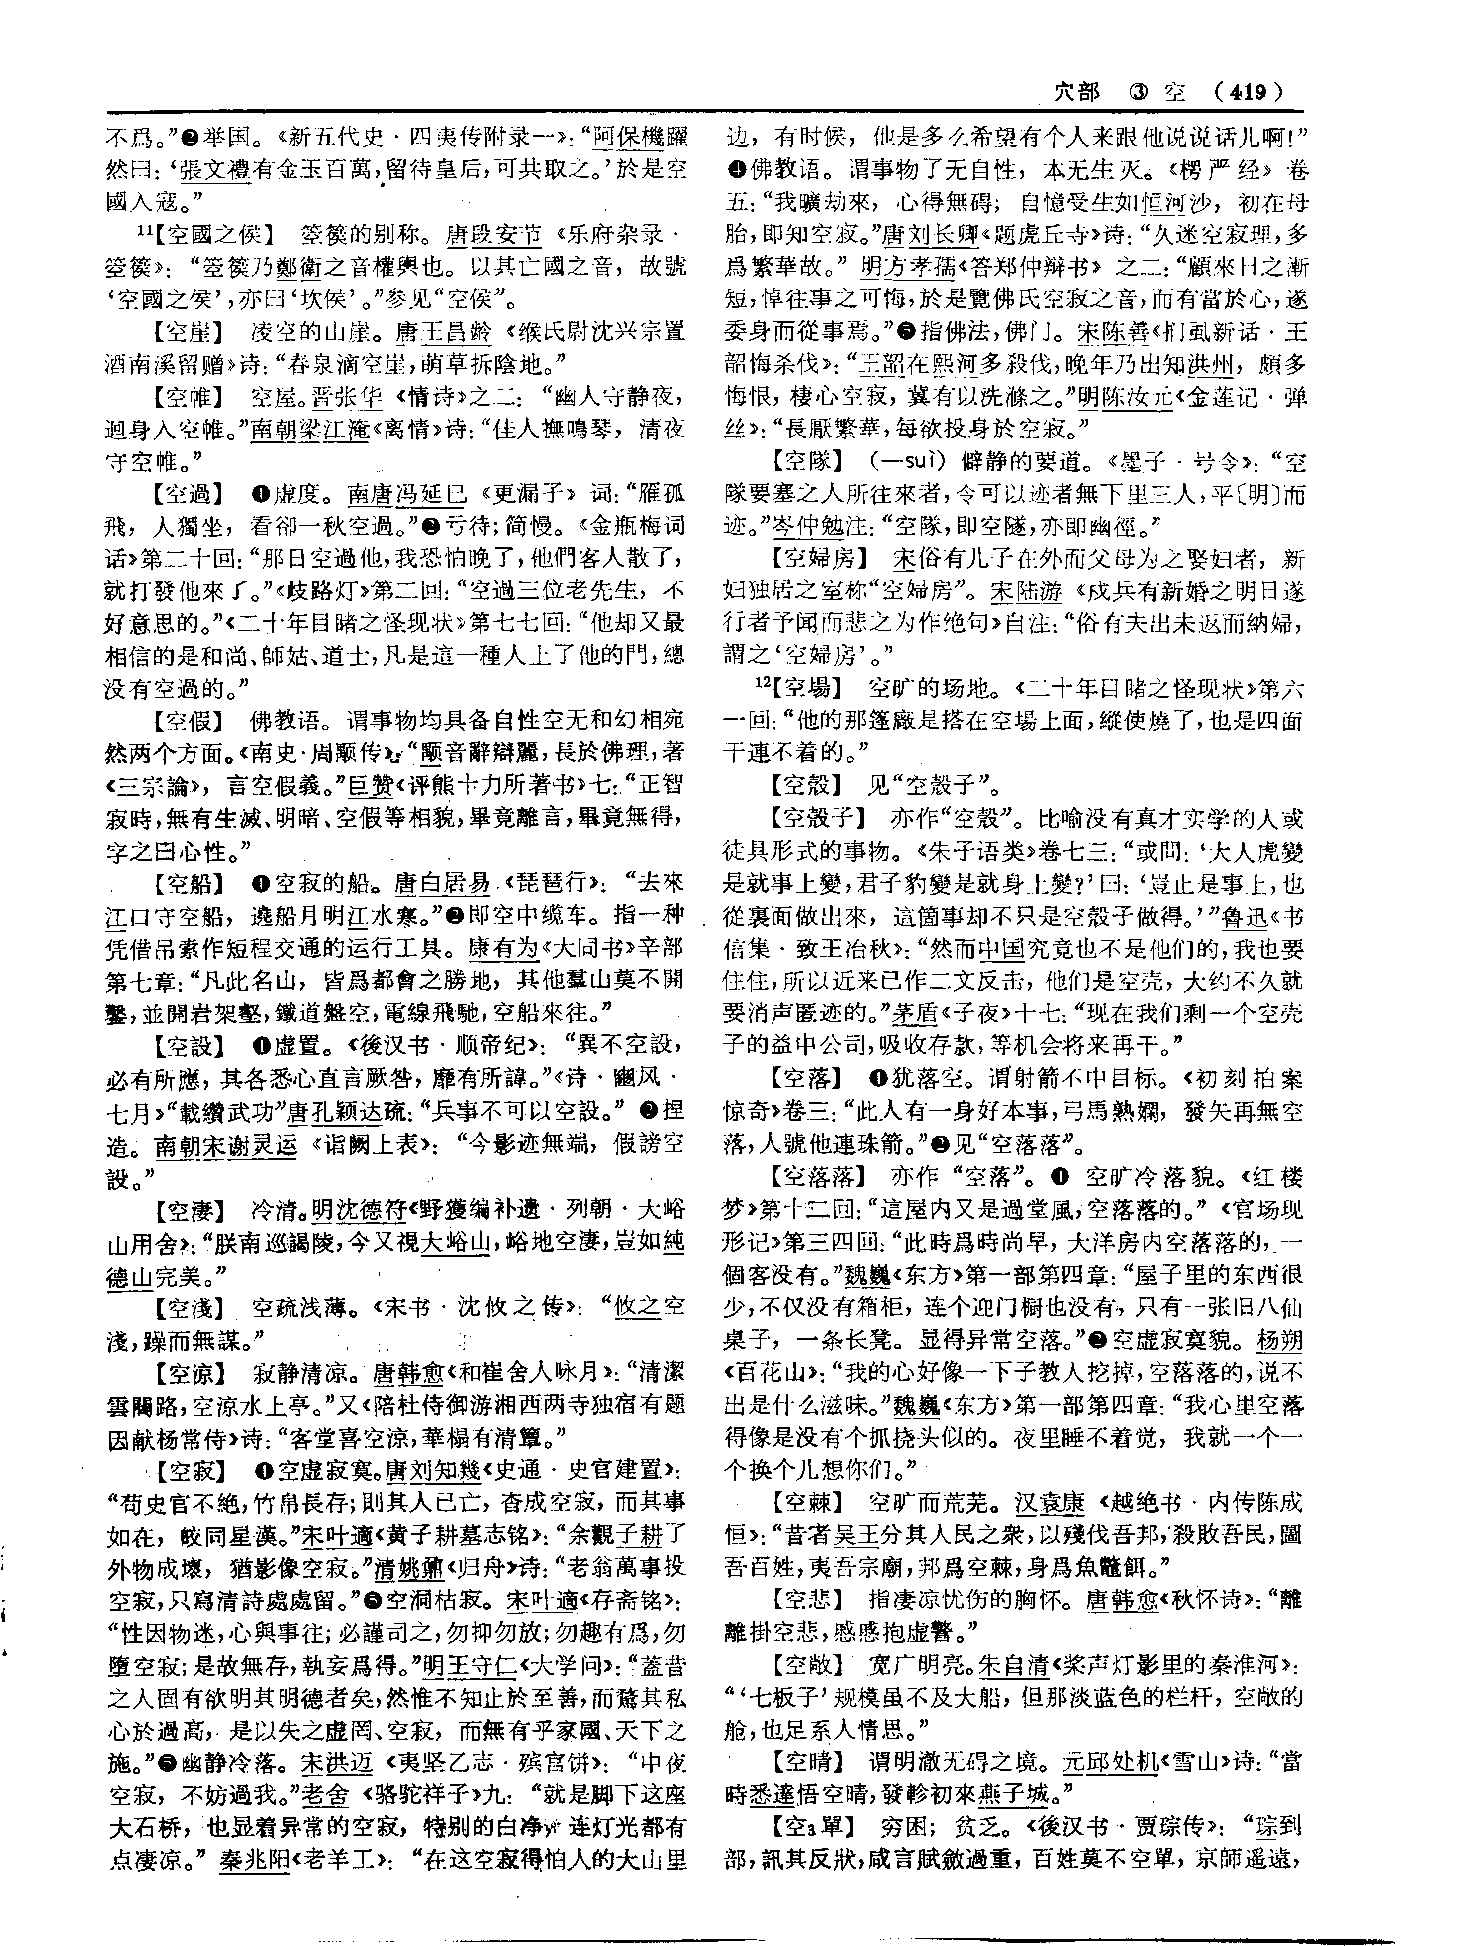 穴部　③ 空　(419)
不爲。”❷举国。《新五代史·四夷传附录一》：“阿保機躍
然曰：‘張文禮有金玉百萬，留待皇后，可共取之。’於是空
國入寇。”
11【空國之侯】　箜篌的别称。唐段安节《乐府杂录·
箜篌》：“箜篌乃鄭衛之音權輿也。以其亡國之音，故號
‘空國之侯’，亦曰‘坎侯’。”参见“空侯”。
【空崖】　凌空的山崖。唐王昌龄《缑氏尉沈兴宗置
酒南溪留赠》诗：“春泉滴空崖，萌草拆陰地。”
【空帷】　空屋。晋张华《情诗》之二：“幽人守静夜，
迴身入空帷。”南朝梁江淹《离情》诗：“佳人撫鳴琴，清夜
守空帷。”
【空過】　❶虚度。南唐冯延巳《更漏子》词：“雁孤
飛，人獨坐，看卻一秋空過。”❷亏待；简慢。《金瓶梅词
话》第二十回：“那日空過他，我恐怕晚了，他們客人散了，
就打發他來了。”《歧路灯》第二回：“空過三位老先生，不
好意思的。”《二十年目睹之怪现状》第七七回：“他却又最
相信的是和尚、師姑、道士，凡是這一種人上了他的門，總
没有空過的。”
【空假】　佛教语。谓事物均具备自性空无和幻相宛
然两个方面。《南史·周颙传》：“颙音辭辯麗，長於佛理，著
《三宗論》，言空假義。”巨赞《评熊十力所著书》七：“正智
寂時，無有生滅、明暗、空假等相貌，畢竟離言，畢竟無得，
字之曰心性。”
【空船】　❶空寂的船。唐白居易《琵琶行》：“去來
江口守空船，遶船月明江水寒。”❷即空中缆车。指一种
凭借吊索作短程交通的运行工具。康有为《大同书》辛部
第七章：“凡此名山，皆爲都會之勝地，其他羣山莫不開
鑿，並開岩架壑，鐵道盤空，電線飛馳，空船來往。”
【空設】　❶虚置。《後汉书·顺帝纪》：“異不空設，
必有所應，其各悉心直言厥咎，靡有所諱。”《诗·豳风·
七月》“載纘武功”唐孔颖达疏：“兵事不可以空設。”❷捏
造。南朝宋谢灵运《诣阙上表》：“今影迹無端，假謗空
設。”
【空淒】　冷清。明沈德符《野獲编补遗·列朝·大峪
山用舍》：“朕南巡謁陵，今又視大峪山，峪地空淒，豈如純
德山完美。”
【空淺】　空疏浅薄。《宋书·沈攸之传》：“攸之空
淺，躁而無謀。”
【空凉】　寂静清凉。唐韩愈《和崔舍人咏月》：“清潔
雲間路，空涼水上亭。”又《陪杜侍御游湘西两寺独宿有题
因献杨常侍》诗：“客堂喜空涼，華榻有清簟。”
【空寂】　❶空虚寂寞。唐刘知幾《史通·史官建置》：
“苟史官不絶，竹帛長存；則其人已亡，杳成空寂，而其事
如在，皎同星漢。”宋叶適《黄子耕墓志铭》：“余觀子耕了
外物成壞，猶影像空寂。”清姚鼐《归舟》诗：“老翁萬事投
空寂，只寫清詩處處留。”❷空洞枯寂。宋叶適《存斋铭》：
“性因物迷，心與事往；必謹司之，勿抑勿放；勿趣有爲，勿
墮空寂；是故無存，執妄爲得。”明王守仁《大学问》：“蓋昔
之人固有欲明其明德者矣，然惟不知止於至善，而驁其私
心於過高，是以失之虚罔、空寂，而無有乎家國、天下之
施。”❸幽静冷落。宋洪迈《夷坚乙志·殡宫饼》：“中夜
空寂，不妨過我。”老舍《骆驼祥子》九：“就是脚下这座
大石桥，也显着异常的空寂，特别的白净，连灯光都有
点凄凉。”秦兆阳《老羊工》：“在这空寂得怕人的大山里
边，有时候，他是多么希望有个人来跟他说说话儿啊！”
❹佛教语。谓事物了无自性，本无生灭。《楞严经》卷
五：“我曠劫來，心得無碍；自憶受生如恒河沙，初在母
胎，即知空寂。”唐刘长卿《题虎丘寺》诗：“久迷空寂理，多
爲繁華故。”明方孝孺《答郑仲辩书》之二：“顧來日之漸
短，悼往事之可悔，於是覽佛氏空寂之音，而有當於心，遂
委身而從事焉。”❺指佛法，佛门。宋陈善《扪虱新话·王
韶悔杀伐》：“王韶在熙河多殺伐，晚年乃出知洪州，頗多
悔恨，棲心空寂，冀有以洗滌之。”明陈汝元《金莲记·弹
丝》：“長厭繁華，每欲投身於空寂。”
【空隊】　（—suì）僻静的要道。《墨子·号令》：“空
隊要塞之人所往來者，令可以迹者無下里三人，平〔明〕而
迹。”岑仲勉注：“空隊，即空隧，亦即幽徑。”
【空婦房】　宋俗有儿子在外而父母为之娶妇者，新
妇独居之室称“空婦房”。宋陆游《戍兵有新婚之明日遂
行者予闻而悲之为作绝句》自注：“俗有夫出未返而納婦，
謂之‘空婦房’。”
12【空場】　空旷的场地。《二十年目睹之怪现状》第六
一回：“他的那篷廠是搭在空場上面，縱使燒了，也是四面
干連不着的。”
【空殻】　见“空殻子”。
【空殻子】　亦作“空殻”。比喻没有真才实学的人或
徒具形式的事物。《朱子语类》卷七三：“或問：‘大人虎變
是就事上變，君子豹變是就身上變？’曰：‘豈止是事上，也
從裏面做出來，這箇事却不只是空殻子做得。’”鲁迅《书
信集·致王冶秋》：“然而中国究竟也不是他们的，我也要
住住，所以近来已作二文反击，他们是空壳，大约不久就
要消声匿迹的。”茅盾《子夜》十七：“现在我们剩一个空壳
子的益中公司，吸收存款，等机会将来再干。”
【空落】　❶犹落空。谓射箭不中目标。《初刻拍案
惊奇》卷三：“此人有一身好本事，弓馬熟嫻，發矢再無空
落，人號他連珠箭。”❷见“空落落”。
【空落落】　亦作“空落”。❶空旷冷落貌。《红楼
梦》第十二回：“這屋内又是過堂風，空落落的。”《官场现
形记》第三四回：“此時爲時尚早，大洋房内空落落的，一
個客没有。”魏巍《东方》第一部第四章：“屋子里的东西很
少，不仅没有箱柜，连个迎门橱也没有，只有一张旧八仙
桌子，一条长凳。显得异常空落。”❷空虚寂寞貌。杨朔
《百花山》：“我的心好像一下子教人挖掉，空落落的，说不
出是什么滋味。”魏巍《东方》第一部第四章：“我心里空落
得像是没有个抓挠头似的。夜里睡不着觉，我就一个一
个换个儿想你们。”
【空棘】　空旷而荒芜。汉袁康《越绝书·内传陈成
恒》：“昔者吴王分其人民之衆，以殘伐吾邦，殺敗吾民，圖
吾百姓，夷吾宗廟，邦爲空棘，身爲魚鼈餌。”
【空悲】　指凄凉忧伤的胸怀。唐韩愈《秋怀诗》：“離
離掛空悲，慼慼抱虚警。”
【空敞】　宽广明亮。朱自清《桨声灯影里的秦淮河》：
“‘七板子’规模虽不及大船，但那淡蓝色的栏杆，空敞的
舱，也足系人情思。”
【空晴】　谓明澈无碍之境。元邱处机《雪山》诗：“當
時悉達悟空晴，發軫初來燕子城。”
【空a單】　穷困；贫乏。《後汉书·贾琮传》：“琮到
部，訊其反狀，咸言賦斂過重，百姓莫不空單，京師遥遠，